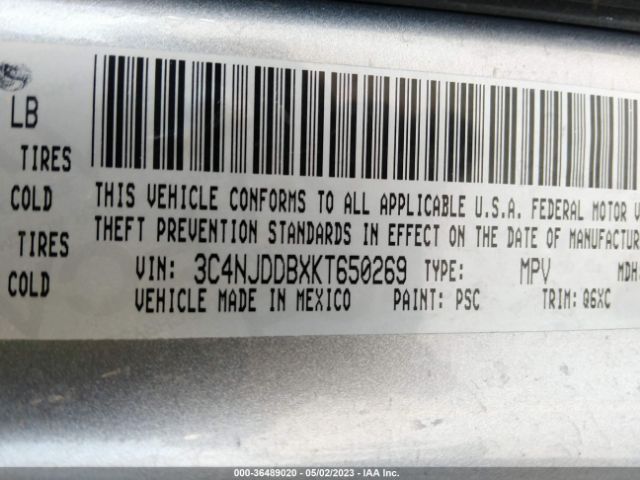 LB
TIRES
COLD
TIRES
COLD
THIS VEHICLE CONFORMS TO ALL APPLICABLE U.S.A. FEDERAL MOTOR V
THEFT PREVENTION STANDARDS IN EFFECT ON THE DATE OF MANUFACTUR
VIN: 3C4NJDDBXKT650269 TYPE: MPV MDH
VEHICLE MADE IN MEXICO PAINT: PSC TRIM: Q6XC
000-36489020 - 05/02/2023 - IAA Inc.